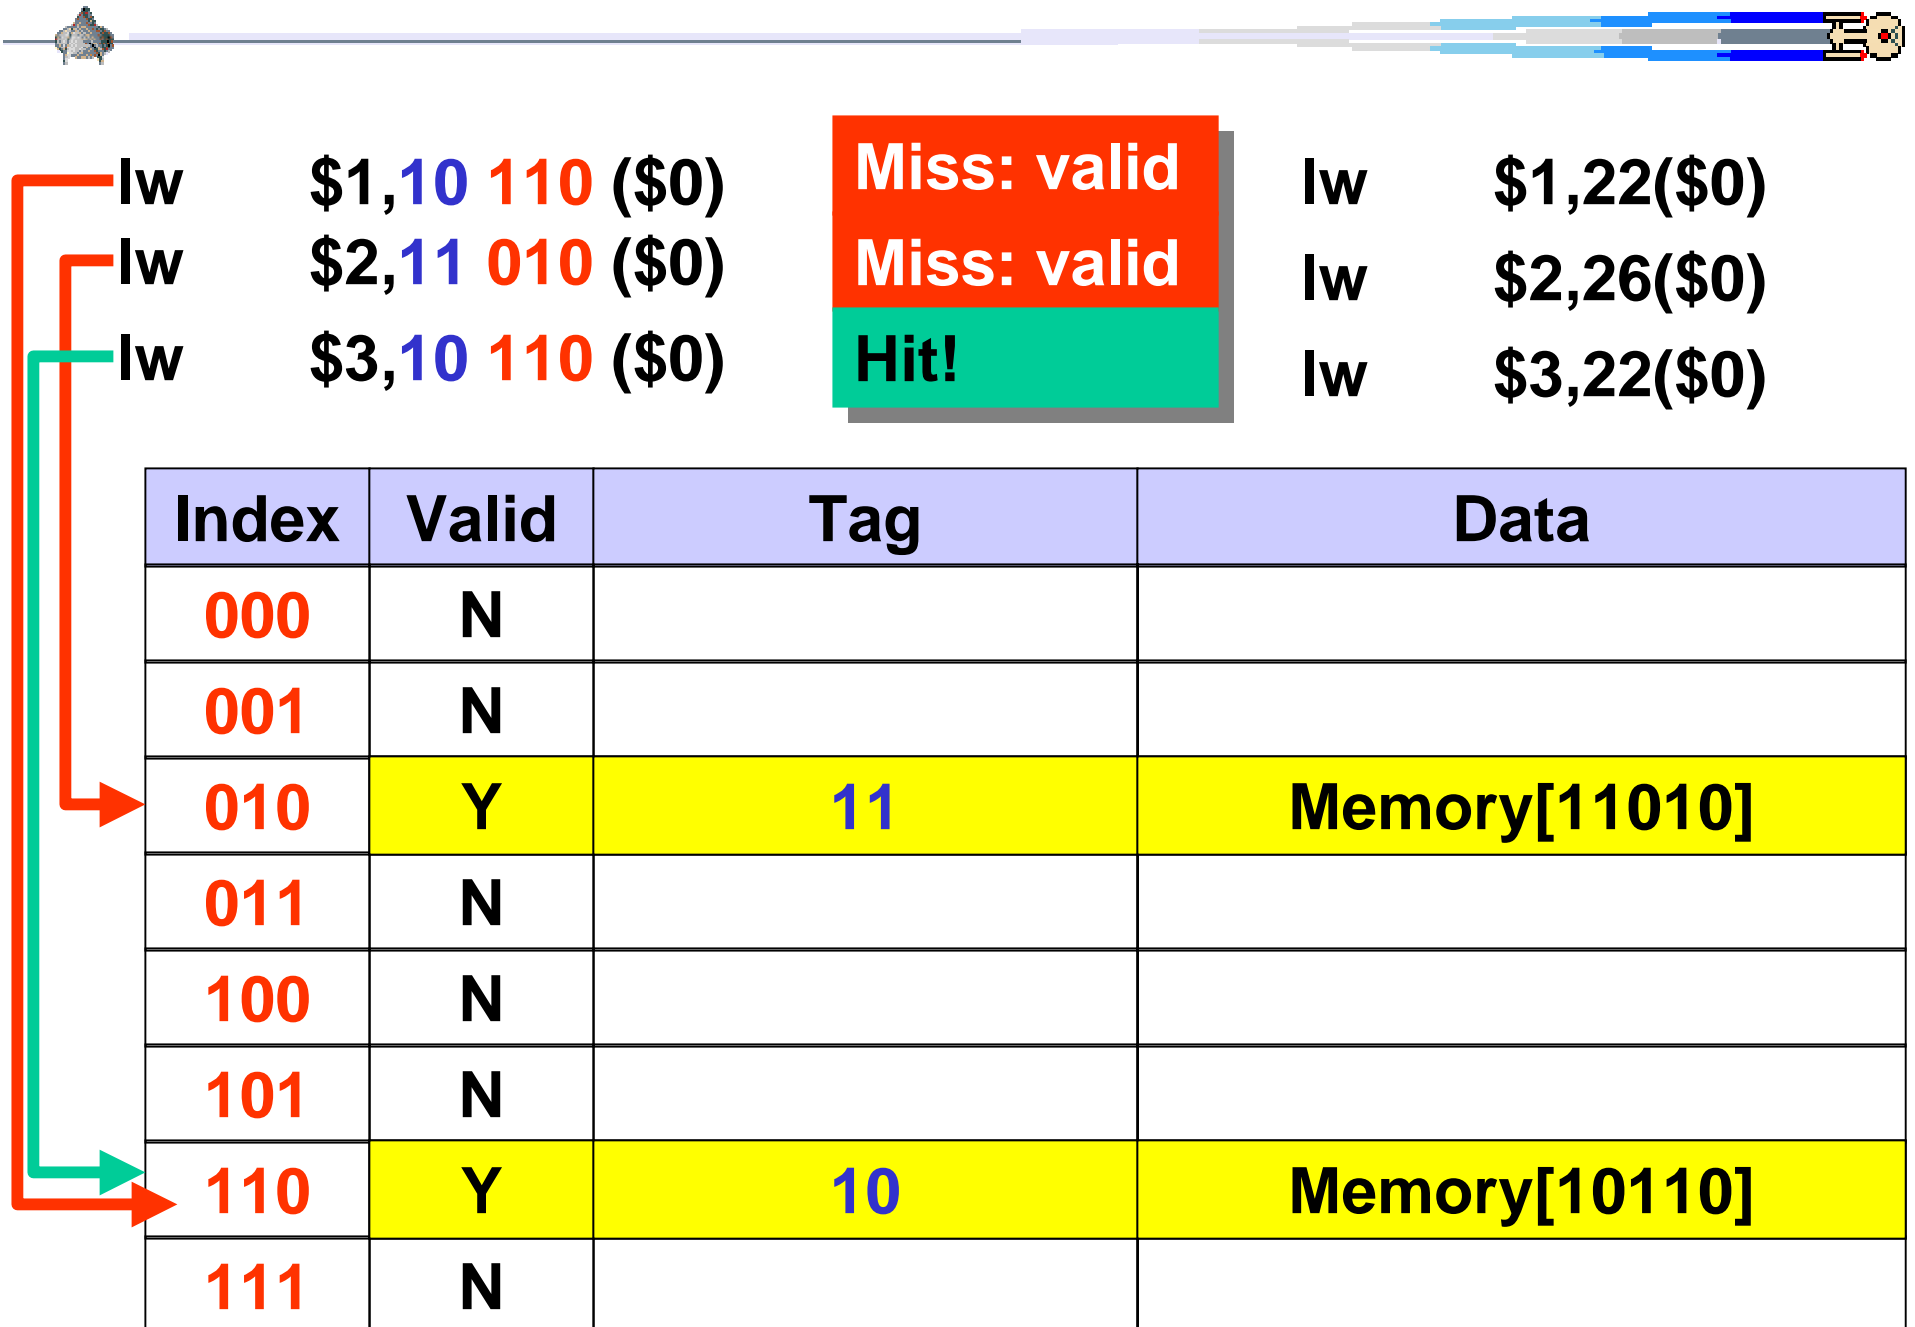 lw $1,10 110 ($0) Miss: valid lw $1,22($0)
lw $2,11 010 ($0) Miss: valid lw $2,26($0)
lw $3,10 110 ($0) Hit! lw $3,22($0)
Index Valid Tag Data
000 N
001 N
010 Y 11 Memory[11010]
011 N
100 N
101 N
110 Y 10 Memory[10110]
111 N